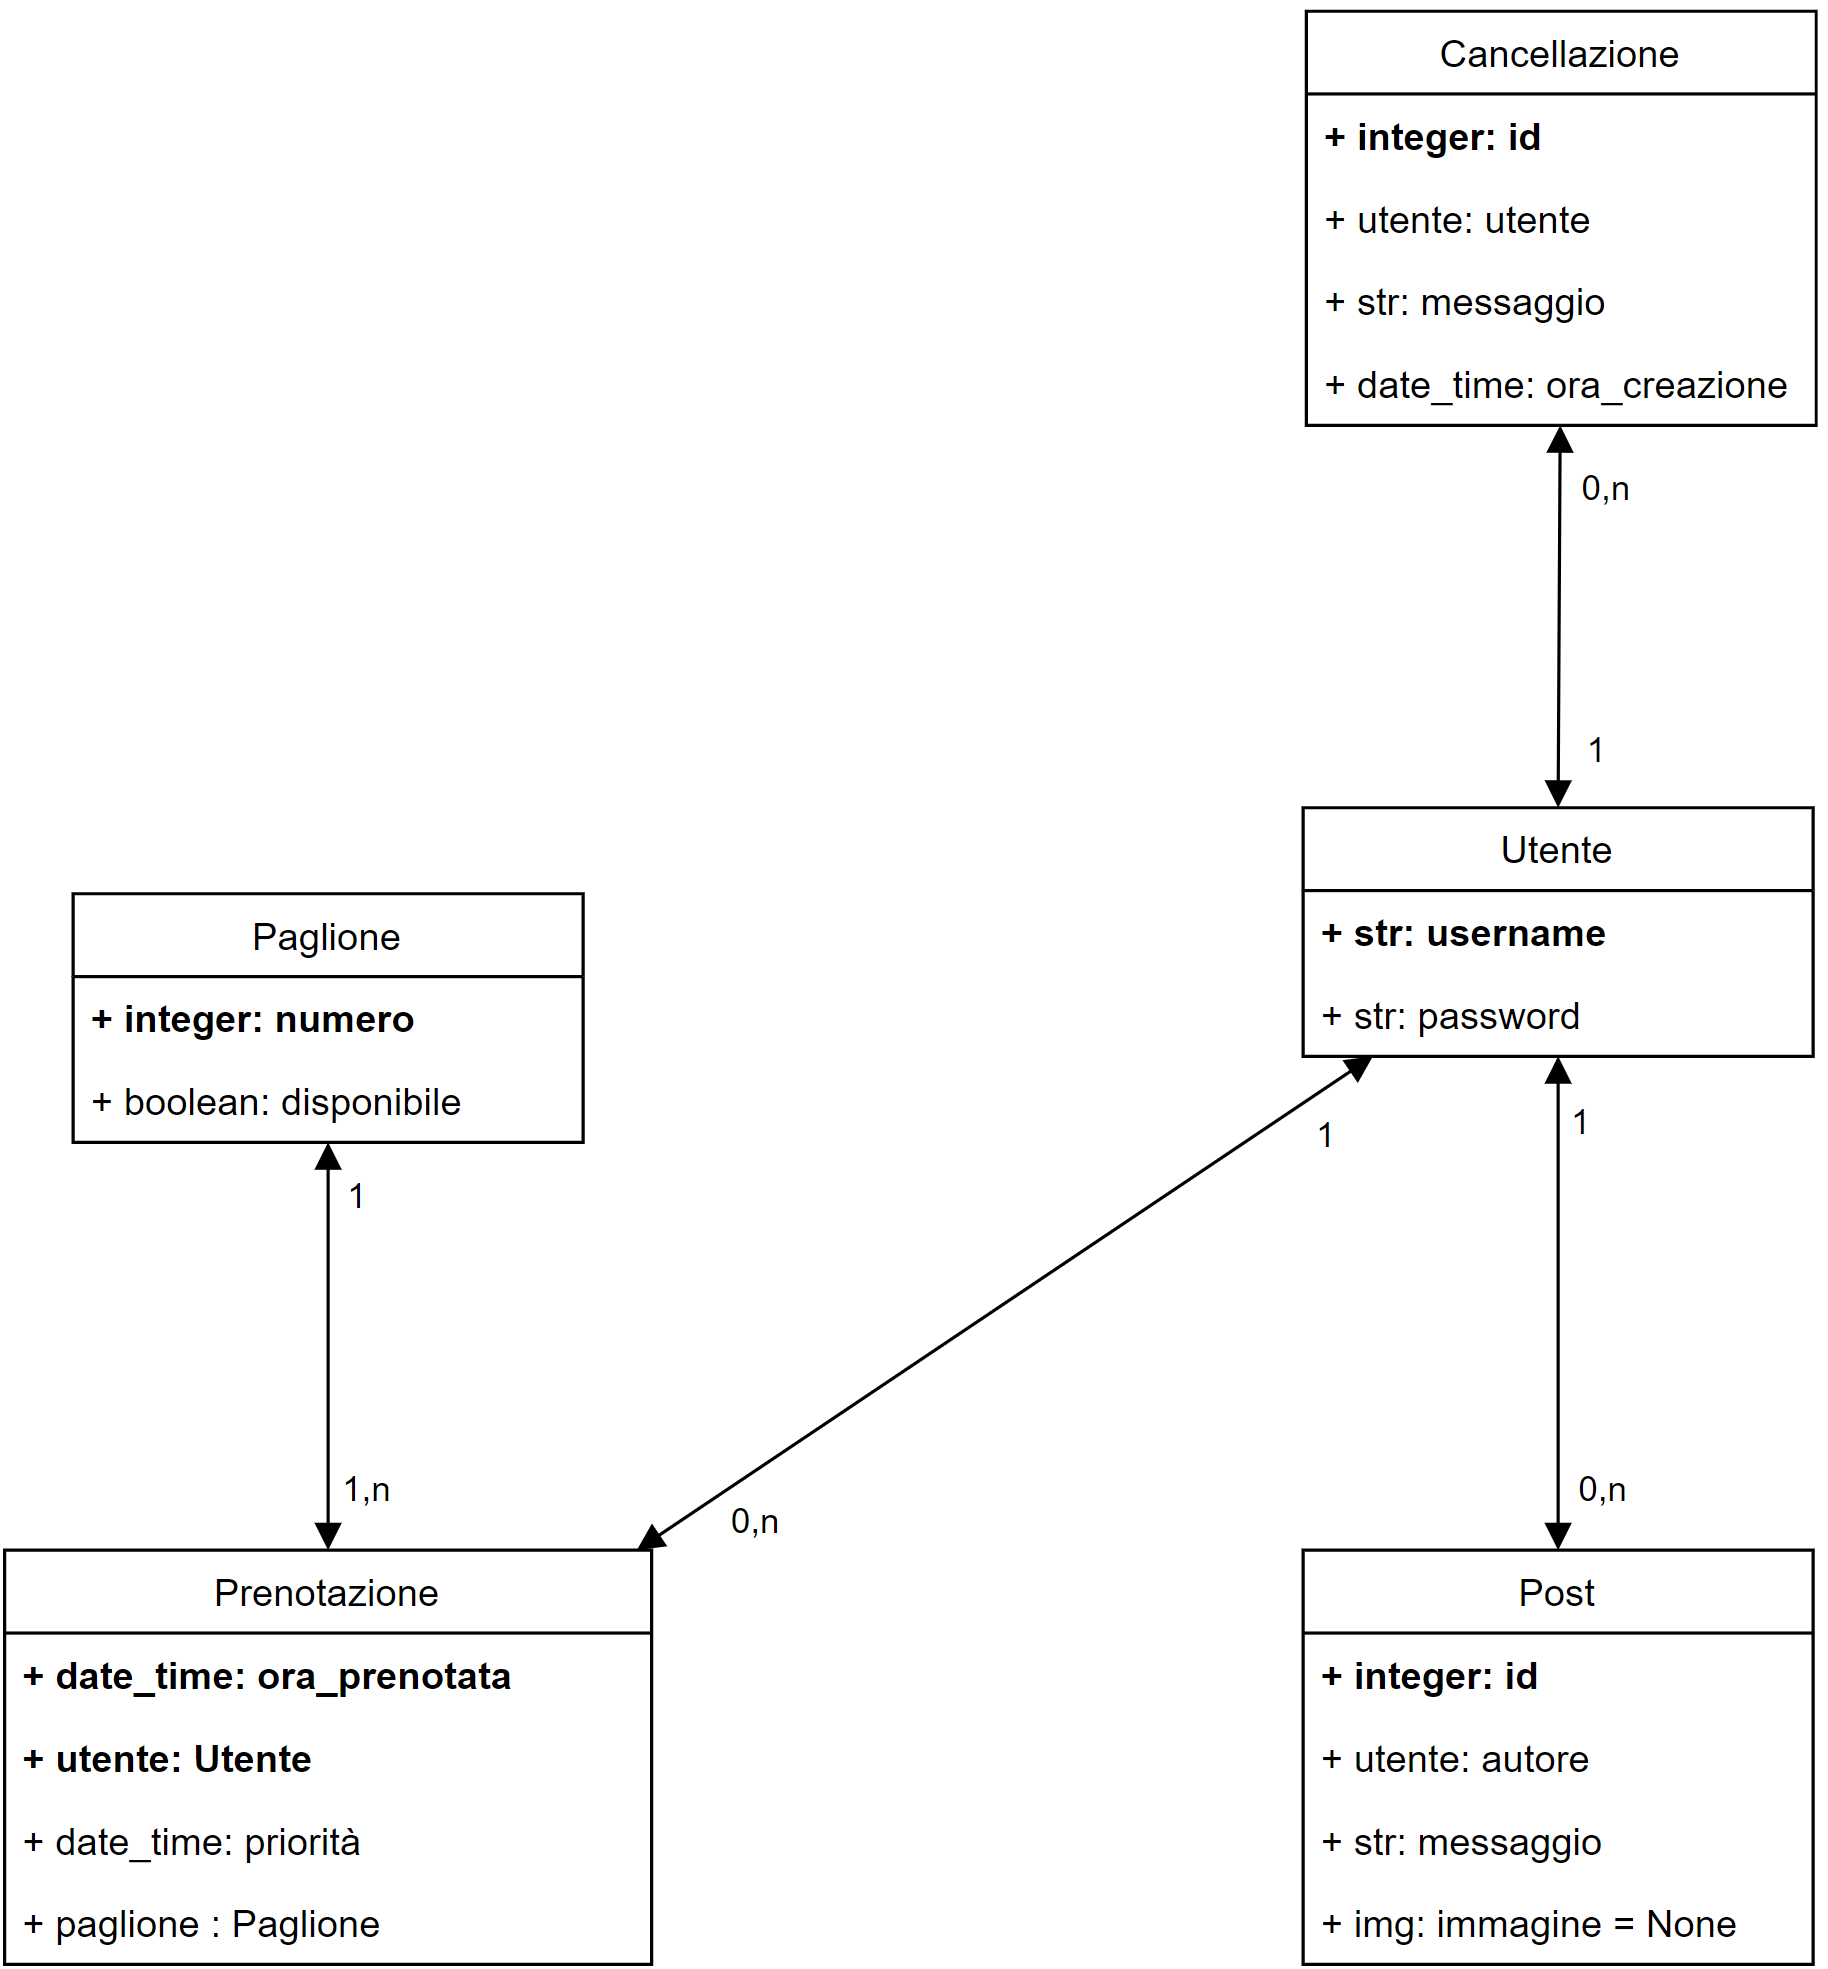 Cancellazione
+ integer: id
+ utente: utente
+ str: messaggio
+ date_time: ora_creazione
0,n
1
Utente
+ str: username
+ str: password
Paglione
+ integer: numero
+ boolean: disponibile
1
1
1
1,n
0,n
0,n
Prenotazione
+ date_time: ora_prenotata
+ utente: Utente
+ date_time: priorità
+ paglione : Paglione
Post
+ integer: id
+ utente: autore
+ str: messaggio
+ img: immagine = None